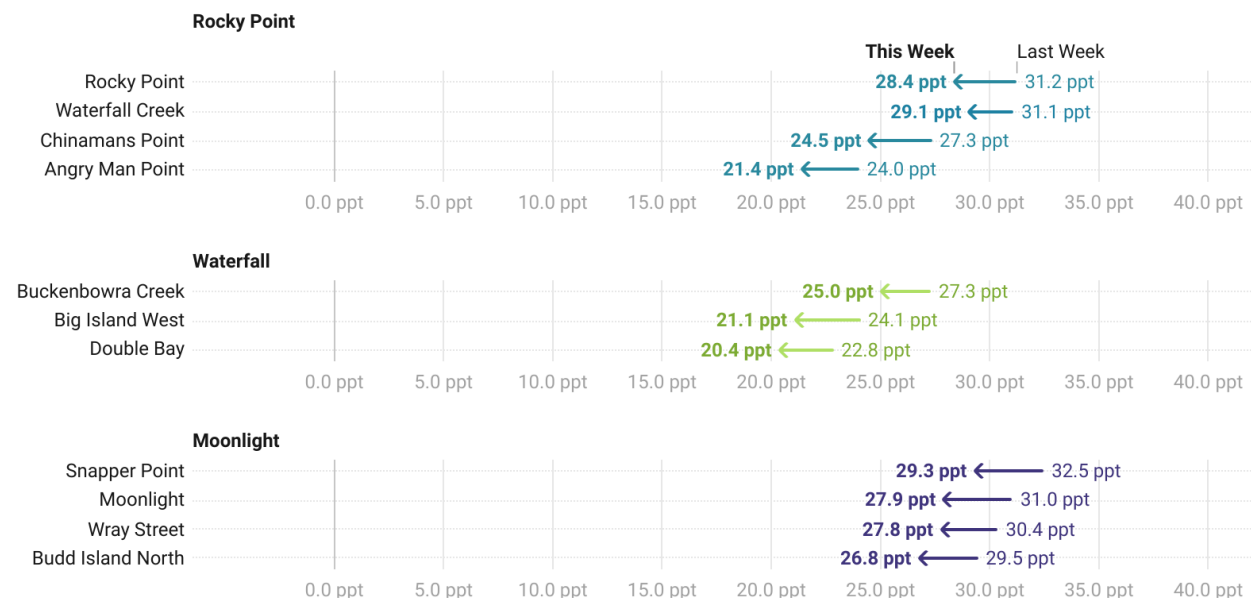 Rocky Point
This Week Last Week
Rocky Point 28.4 ppt 31.2 ppt
Waterfall Creek 29.1 ppt 31.1 ppt
Chinamans Point 24.5 ppt 27.3 ppt
Angry Man Point 21.4 ppt 24.0 ppt
0.0 ppt 5.0 ppt 10.0 ppt 15.0 ppt 20.0 ppt 25.0 ppt 30.0 ppt 35.0 ppt 40.0 ppt
Waterfall
Buckenbowra Creek 25.0 ppt 27.3 ppt
Big Island West 21.1 ppt 24.1 ppt
Double Bay 20.4 ppt 22.8 ppt
0.0 ppt 5.0 ppt 10.0 ppt 15.0 ppt 20.0 ppt 25.0 ppt 30.0 ppt 35.0 ppt 40.0 ppt
Moonlight
Snapper Point 29.3 ppt 32.5 ppt
Moonlight 27.9 ppt 31.0 ppt
Wray Street 27.8 ppt 30.4 ppt
Budd Island North 26.8 ppt 29.5 ppt
0.0 ppt 5.0 ppt 10.0 ppt 15.0 ppt 20.0 ppt 25.0 ppt 30.0 ppt 35.0 ppt 40.0 ppt